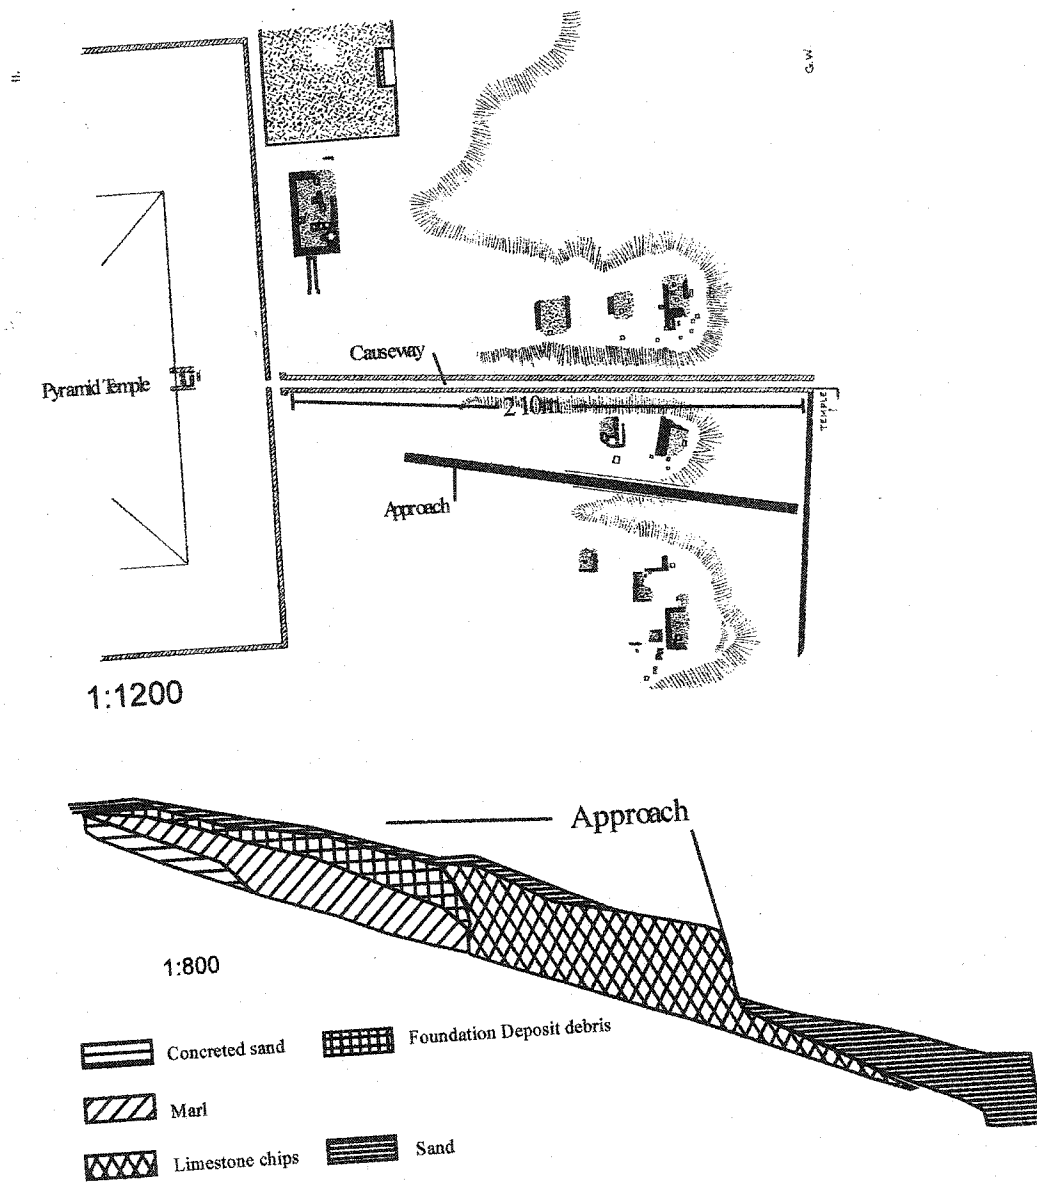 G.W
Causeway
Pyramid Temple
210m
TEMPLE
Approach
1:1200
Approach
1:800
Concreted sand
Foundation Deposit debris
Marl
Limestone chips
Sand